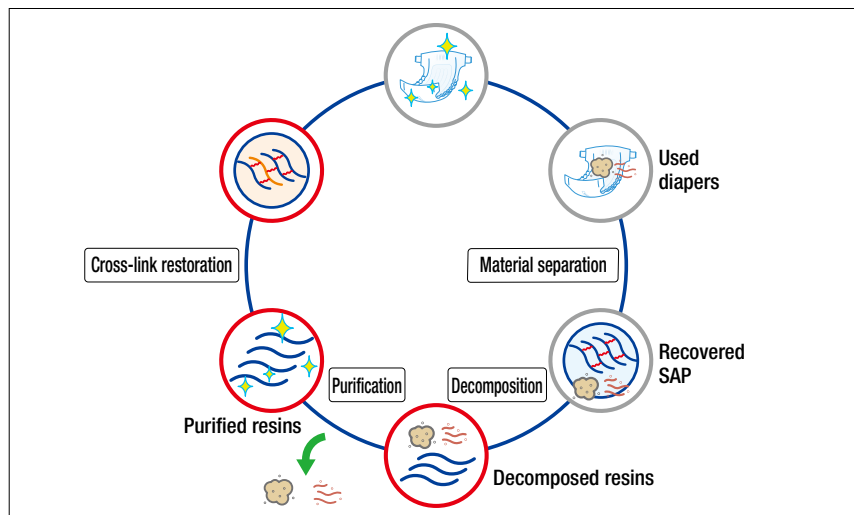 Used
diapers
Cross-link restoration
Material separation
Recovered
SAP
Purification
Decomposition
Purified resins
Decomposed resins